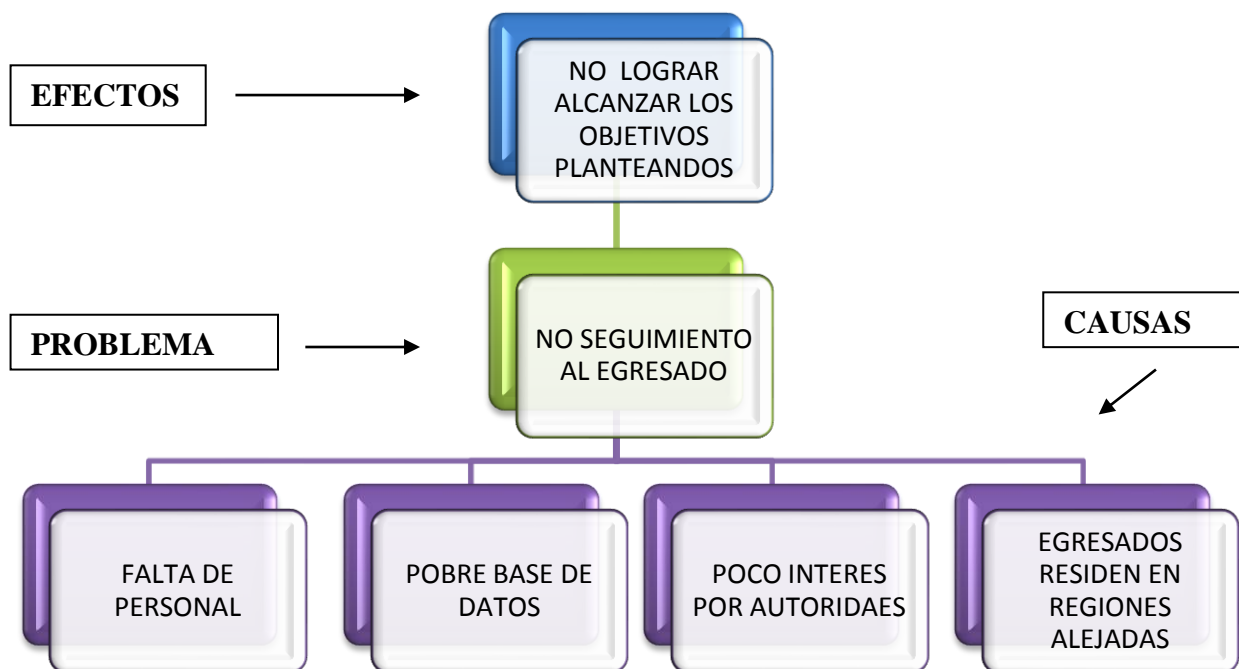 EFECTOS
NO LOGRAR
ALCANZAR LOS
OBJETIVOS
PLANTEANDOS
PROBLEMA
NO SEGUIMIENTO
AL EGRESADO
CAUSAS
FALTA DE
PERSONAL
POBRE BASE DE
DATOS
POCO INTERES
POR AUTORIDAES
EGRESADOS
RESIDEN EN
REGIONES
ALEJADAS